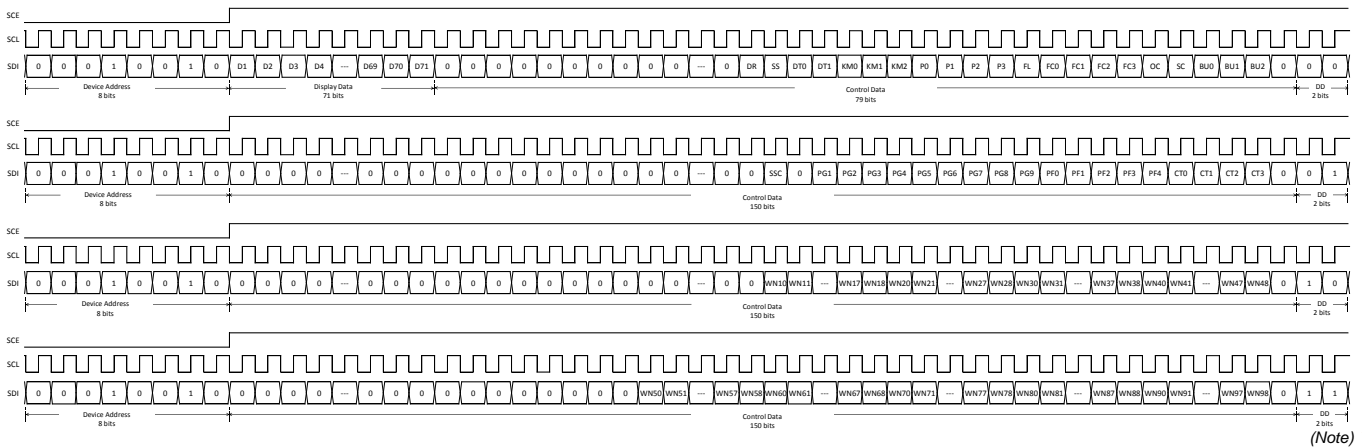 SCE
SCL
SDI 0 0 0 1 0 0 1 0 D1 D2 D3 D4 --- D69 D70 D71 0 0 0 0 0 0 0 0 0 0 --- 0 DR SS DT0 DT1 KM0 KM1 KM2 P0 P1 P2 P3 FL FC0 FC1 FC2 FC3 OC SC BU0 BU1 BU2 0 0 0
Device Address Display Data Control Data DD
8 bits 71 bits 79 bits 2 bits
SCE
SCL
SDI 0 0 0 1 0 0 1 0 0 0 0 0 --- 0 0 0 0 0 0 0 0 0 0 0 0 0 --- 0 0 SSC 0 PG1 PG2 PG3 PG4 PG5 PG6 PG7 PG8 PG9 PF0 PF1 PF2 PF3 PF4 CT0 CT1 CT2 CT3 0 0 1
Device Address Control Data DD
8 bits 150 bits 2 bits
SCE
SCL
SDI 0 0 0 1 0 0 1 0 0 0 0 0 --- 0 0 0 0 0 0 0 0 0 0 0 0 0 --- 0 0 WN10 WN11 --- WN17 WN18 WN20 WN21 --- WN27 WN28 WN30 WN31 --- WN37 WN38 WN40 WN41 --- WN47 WN48 0 1 0
Device Address Control Data DD
8 bits 150 bits 2 bits
SCE
SCL
SDI 0 0 0 1 0 0 1 0 0 0 0 0 --- 0 0 0 0 0 0 0 0 0 0 0 WN50 WN51 --- WN57 WN58 WN60 WN61 --- WN67 WN68 WN70 WN71 --- WN77 WN78 WN80 WN81 --- WN87 WN88 WN90 WN91 --- WN97 WN98 0 1 1
Device Address Control Data DD
8 bits 150 bits 2 bits
(Note)